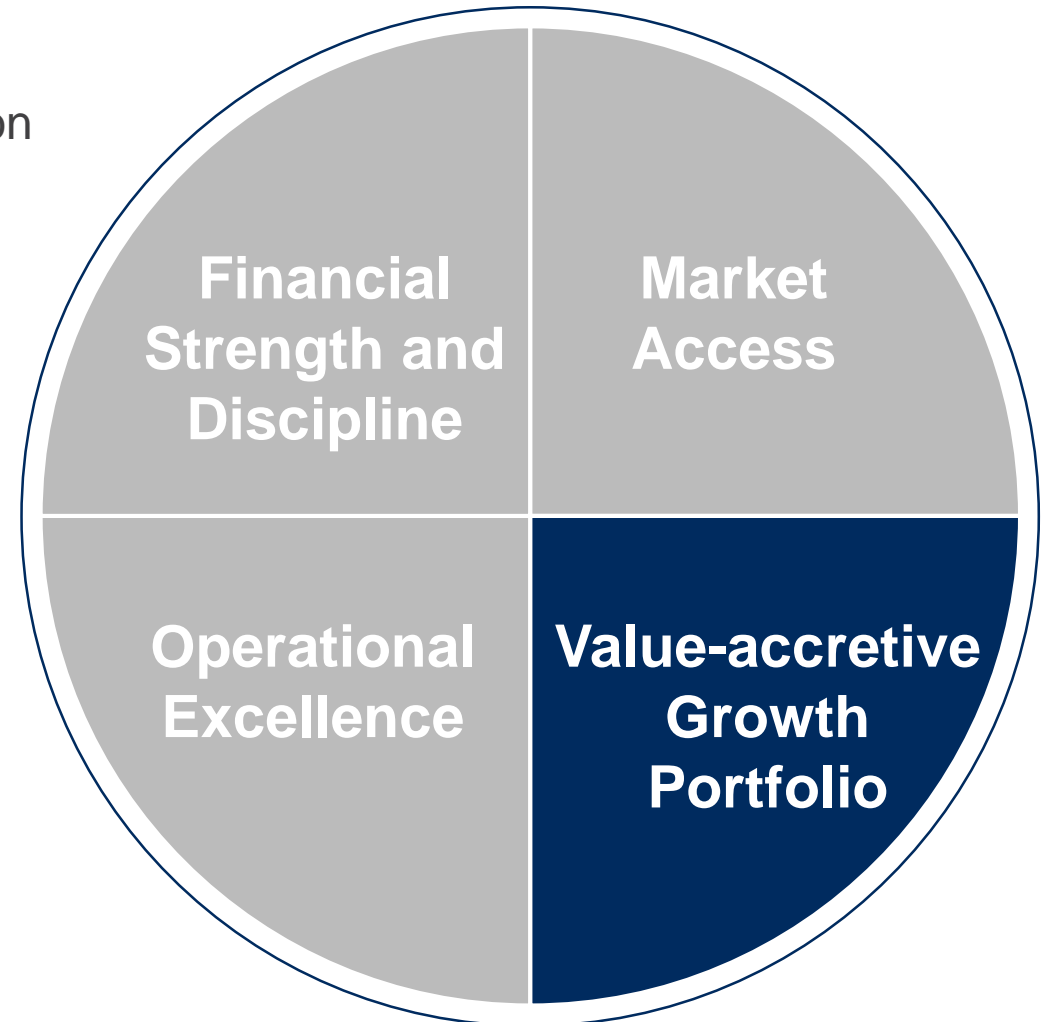 on
Financial
Strength and
Discipline
Market
Access
Operational
Excellence
Value-accretive
Growth
Portfolio